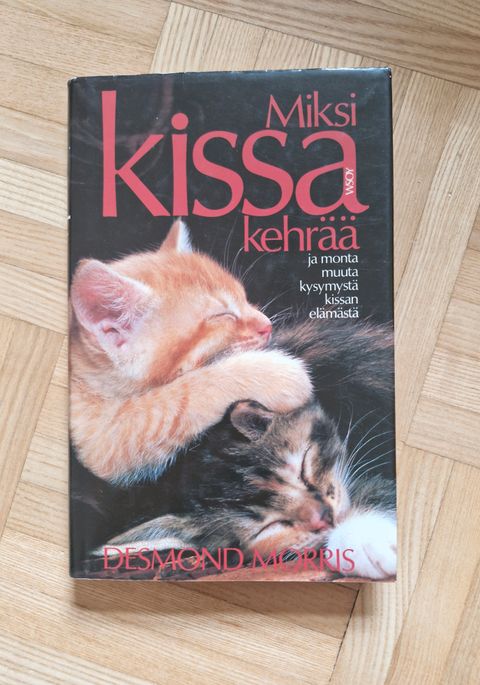 Miksi
kissa
WSOY
kehrää
ja monta
muuta
kysymystä
kissan
elämästä
DESMOND MORRIS